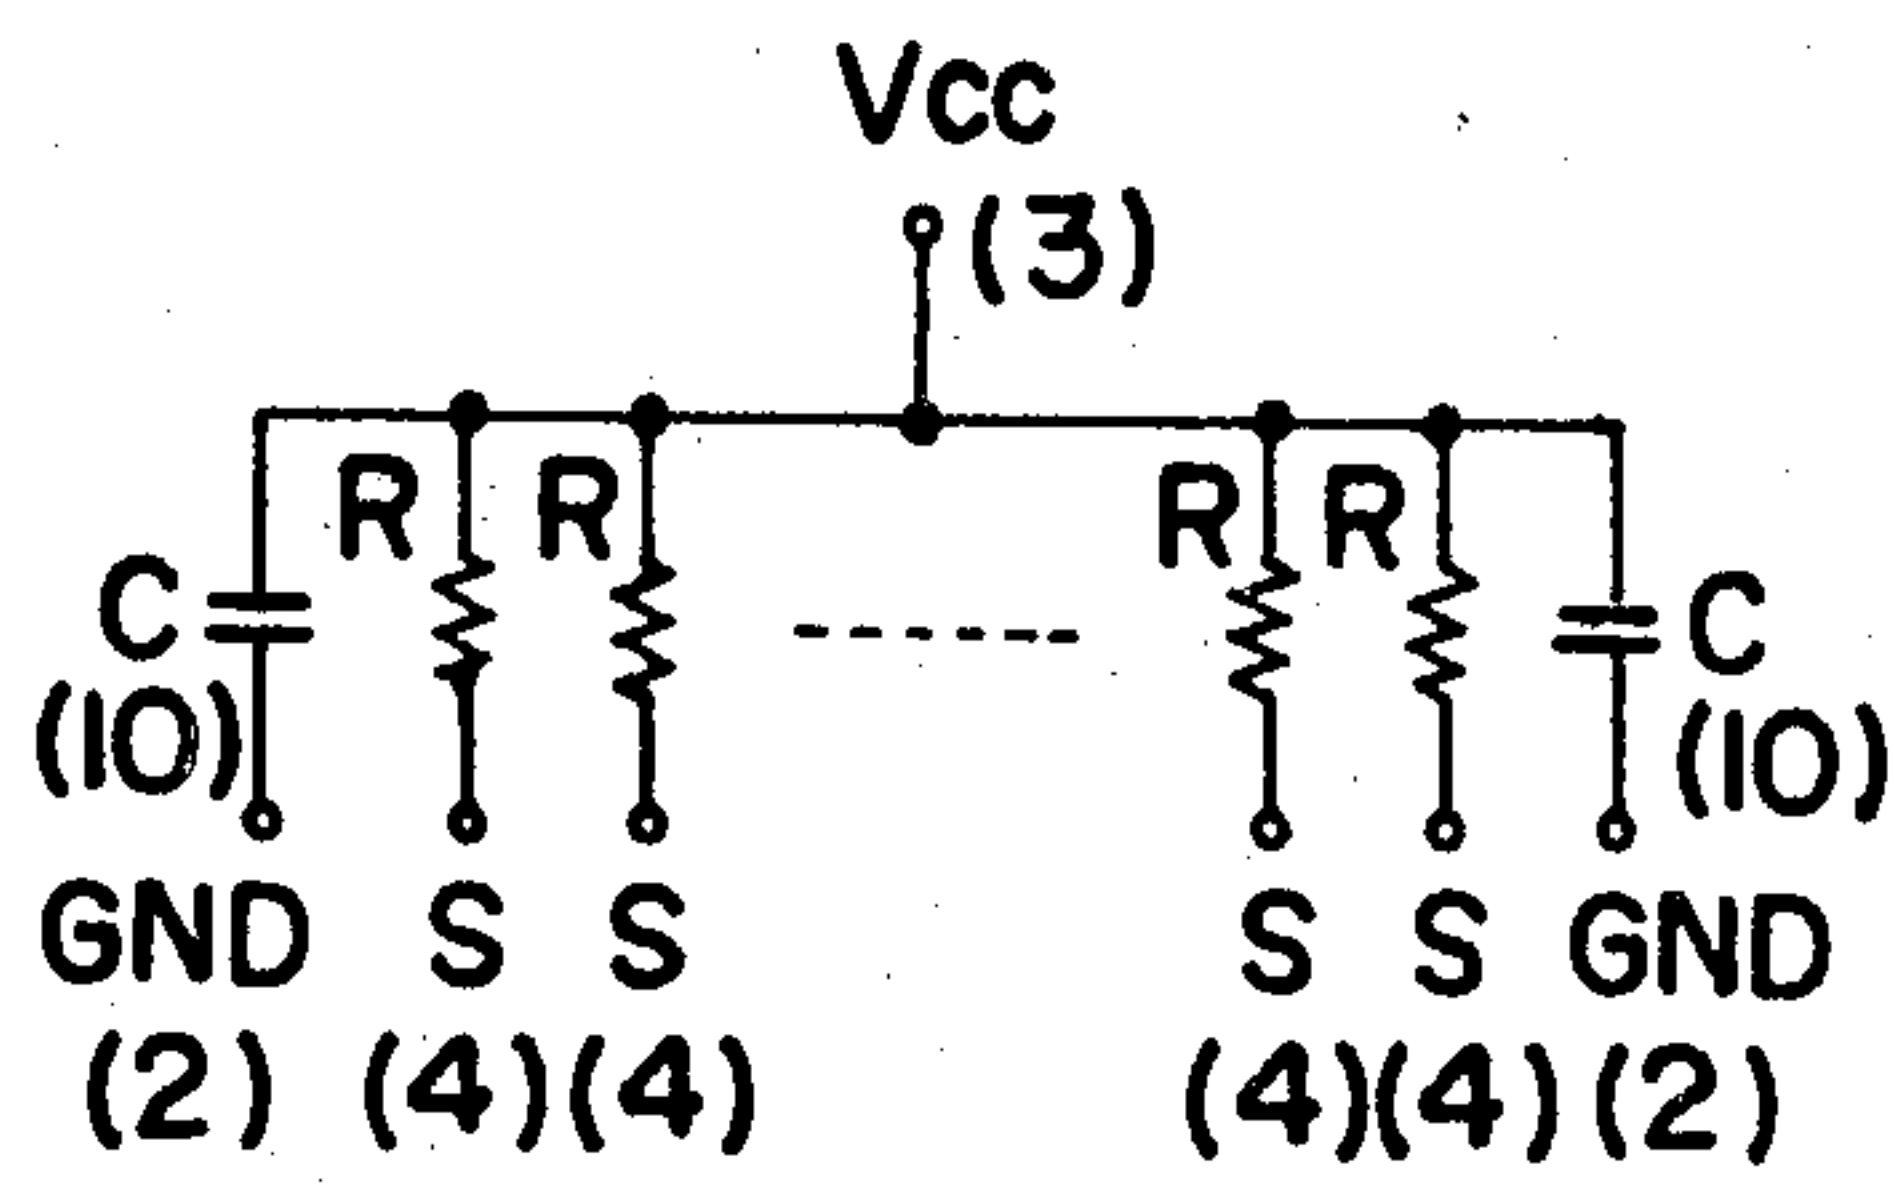 Vcc
(3)
R R R R
C C
(10) (10)
GND S S S S GND
(2) (4) (4) (4) (4) (2)